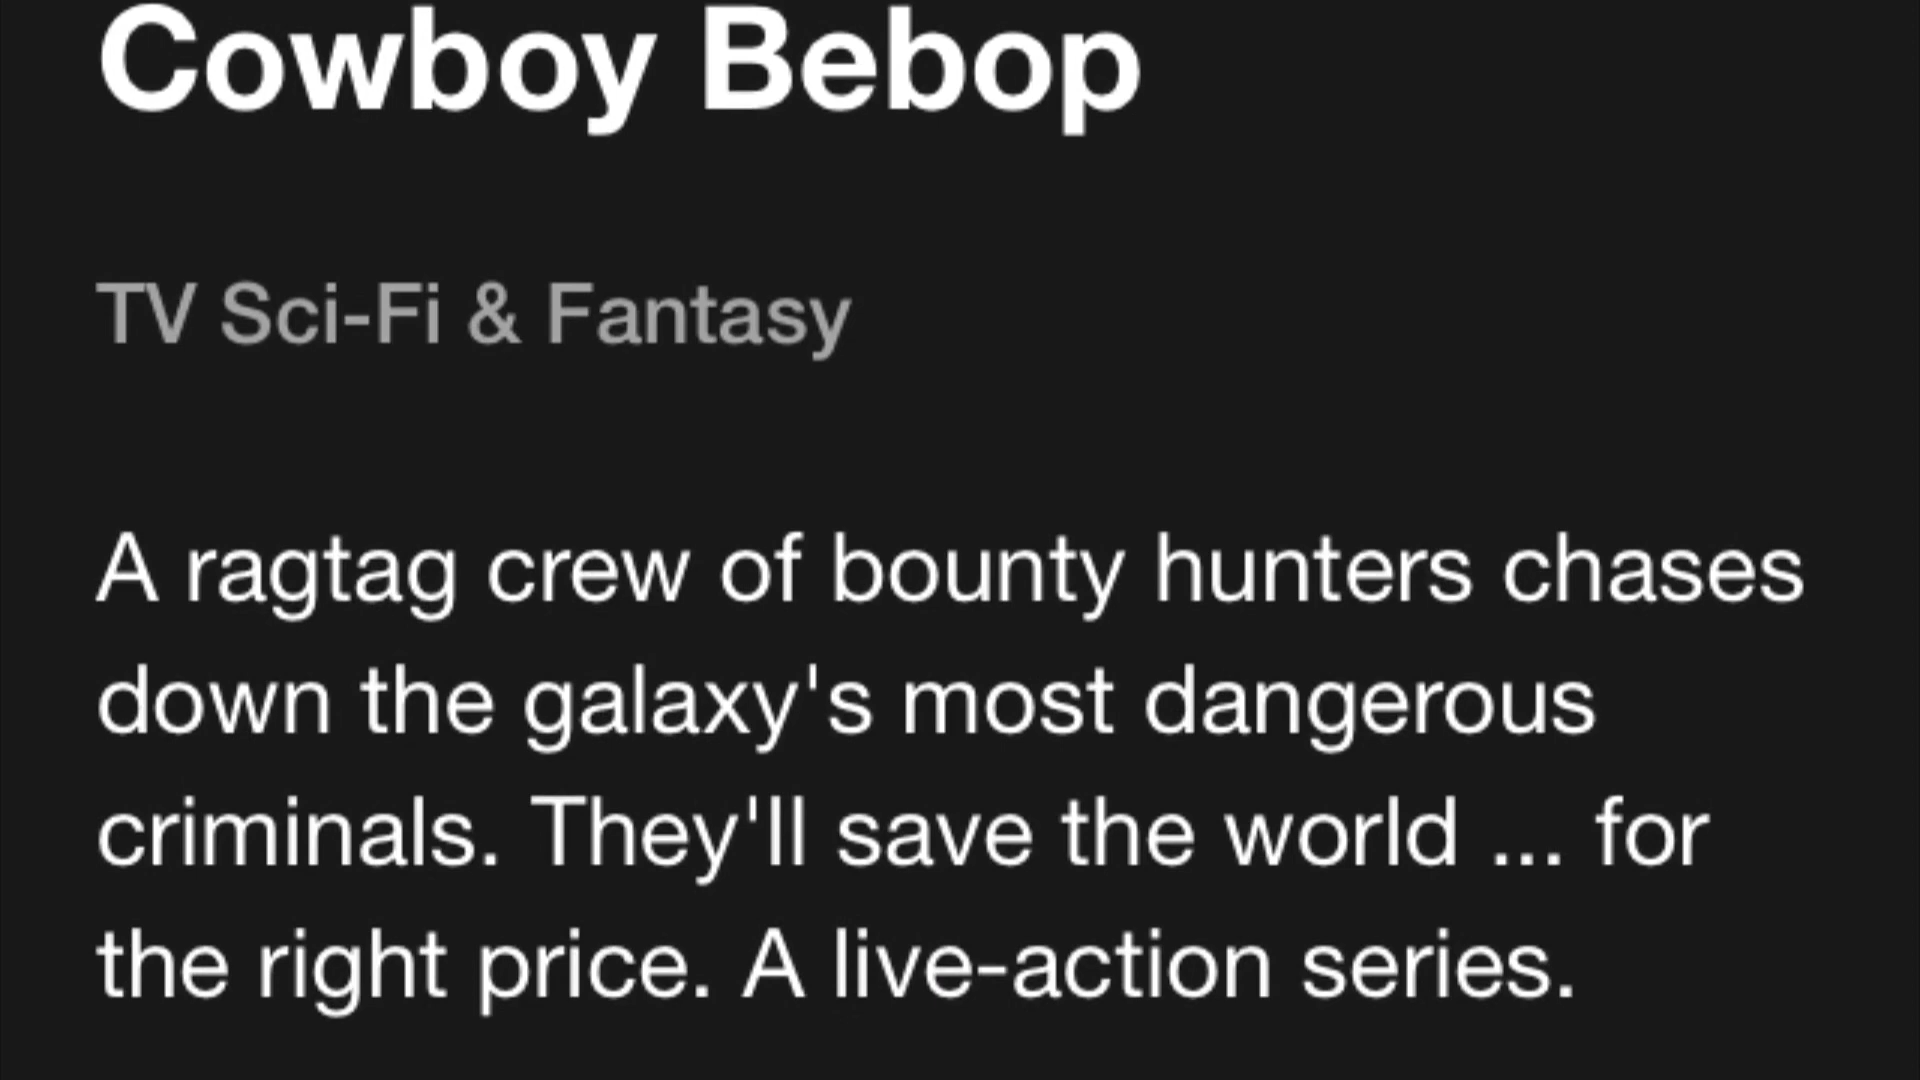 Cowboy Bebop
TV Sci-Fi & Fantasy
A ragtag crew of bounty hunters chases
down the galaxy's most dangerous
criminals. They'll save the world ... for
the right price. A live-action series.